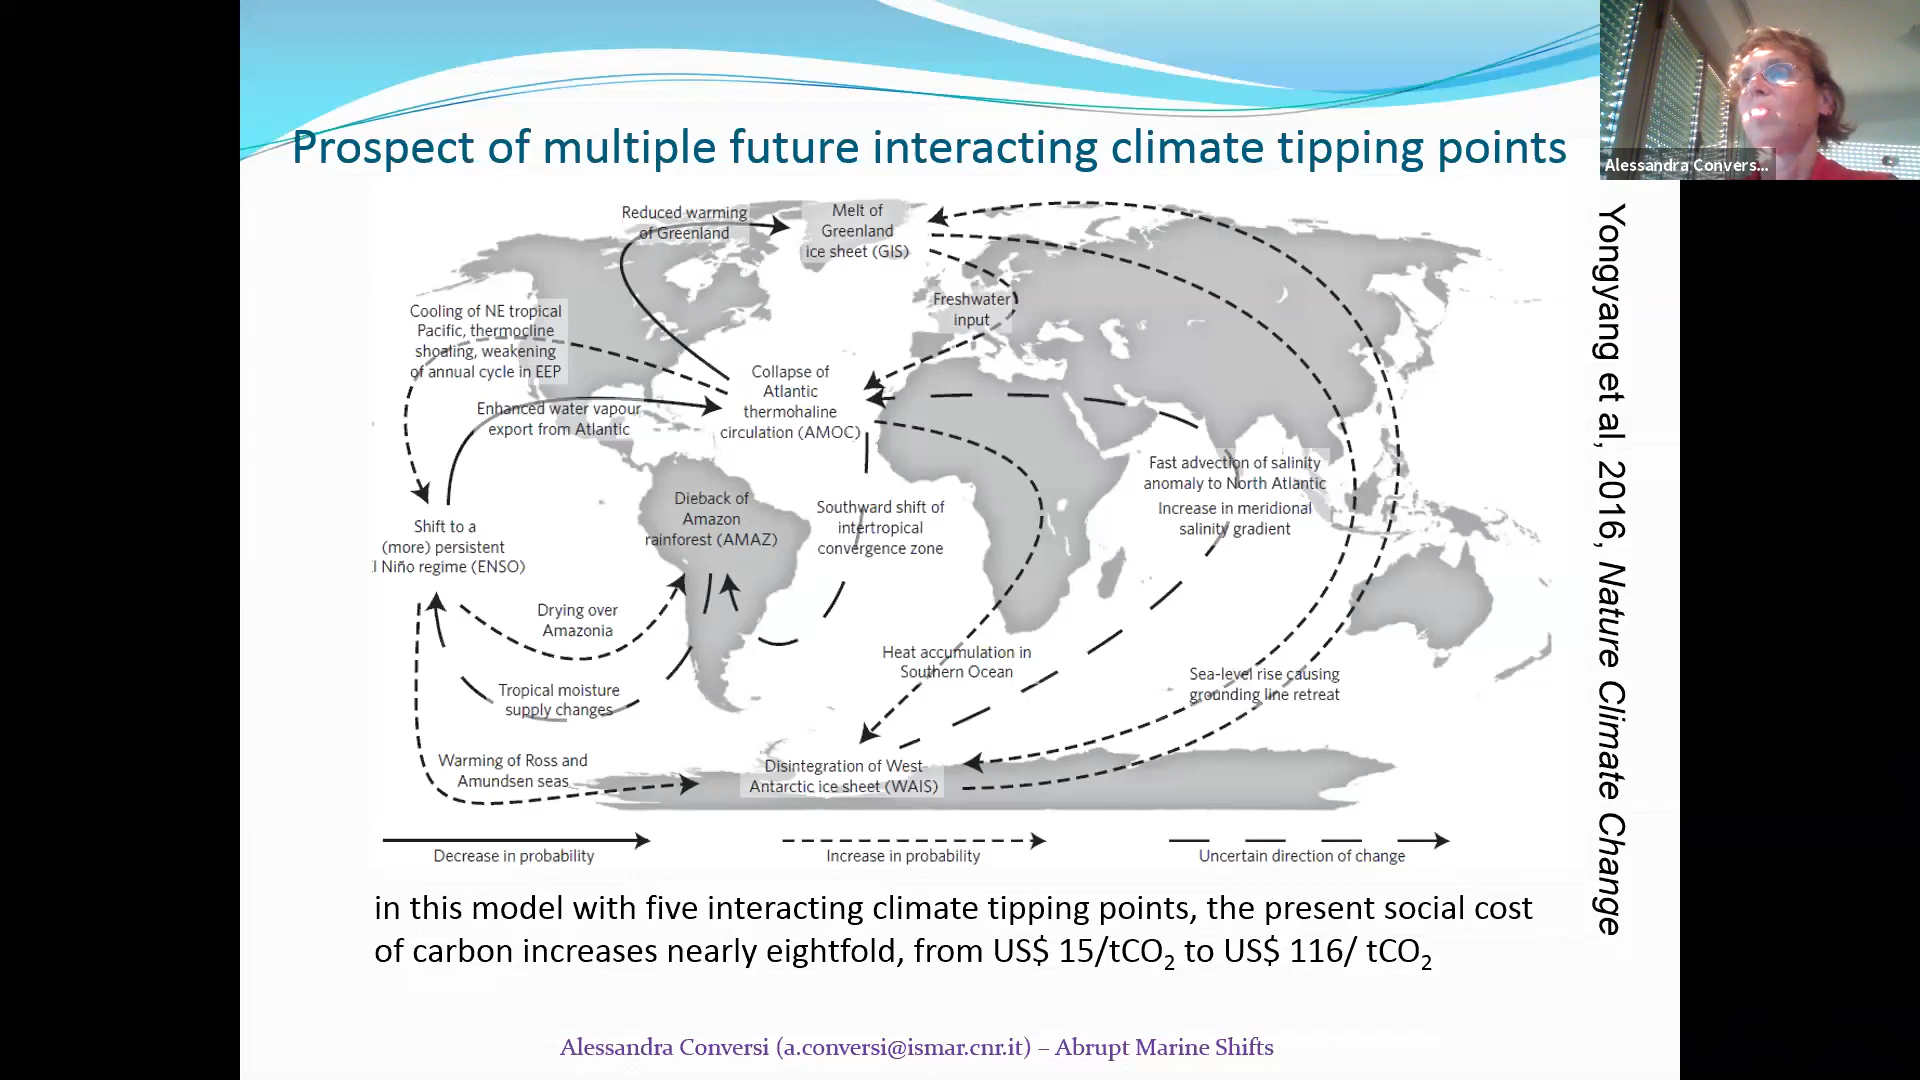 Prospect of multiple future interacting climate tipping points
Alessandra Convers...
Reduced warming
of Greenland
Melt of
Greenland
ice sheet (GIS)
Freshwater
input
Cooling of NE tropical
Pacific, thermocline
shoaling, weakening
of annual cycle in EEP
Enhanced water vapour
export from Atlantic
Collapse of
Atlantic
thermohaline
circulation (AMOC)
Fast advection of salinity
anomaly to North Atlantic
Increase in meridional
salinity gradient
Shift to a
(more) persistent
l Niño regime (ENSO)
Dieback of
Amazon
rainforest (AMAZ)
Southward shift of
intertropical
convergence zone
Drying over
Amazonia
Heat accumulation in
Southern Ocean
Sea-level rise causing
grounding line retreat
Tropical moisture
supply changes
Warming of Ross and
Amundsen seas
Disintegration of West
Antarctic ice sheet (WAIS)
Decrease in probability
Increase in probability
Uncertain direction of change
Yongyang et al, 2016, Nature Climate Change
in this model with five interacting climate tipping points, the present social cost
of carbon increases nearly eightfold, from US$ 15/tCO₂ to US$ 116/ tCO₂
Alessandra Conversi (a.conversi@ismar.cnr.it) – Abrupt Marine Shifts